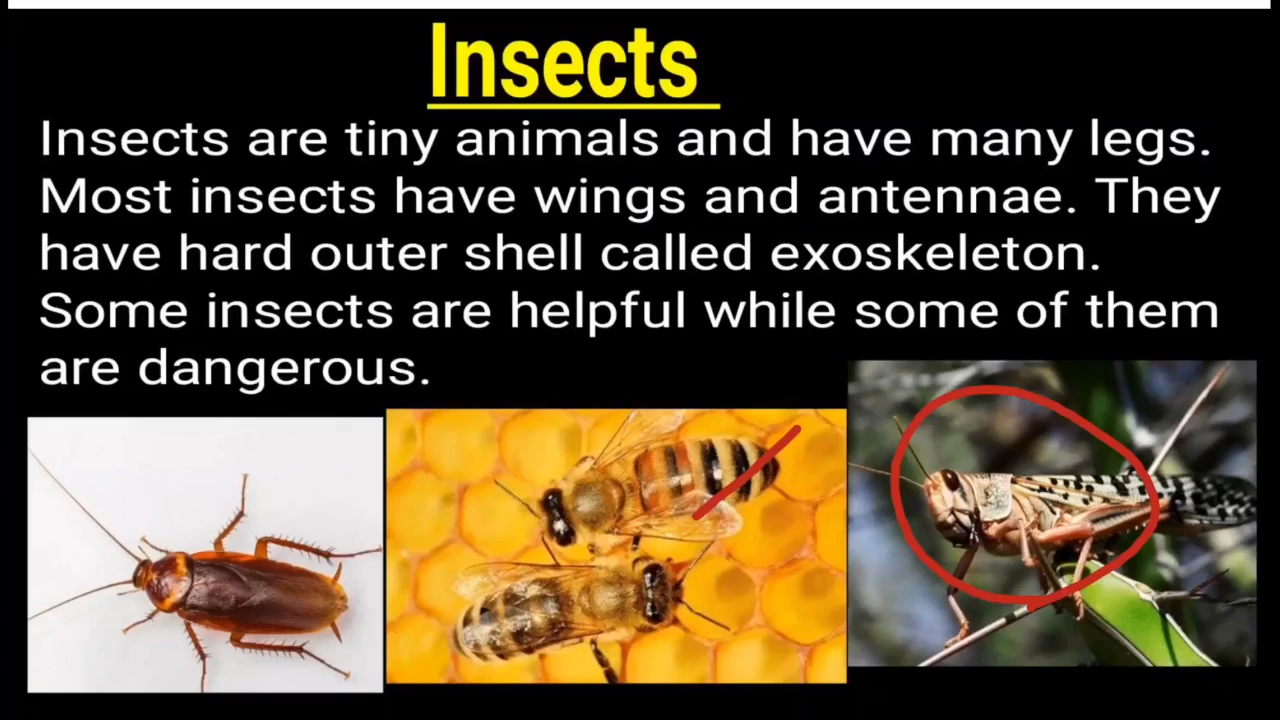 Insects
Insects are tiny animals and have many legs.
Most insects have wings and antennae. They
have hard outer shell called exoskeleton.
Some insects are helpful while some of them
are dangerous.